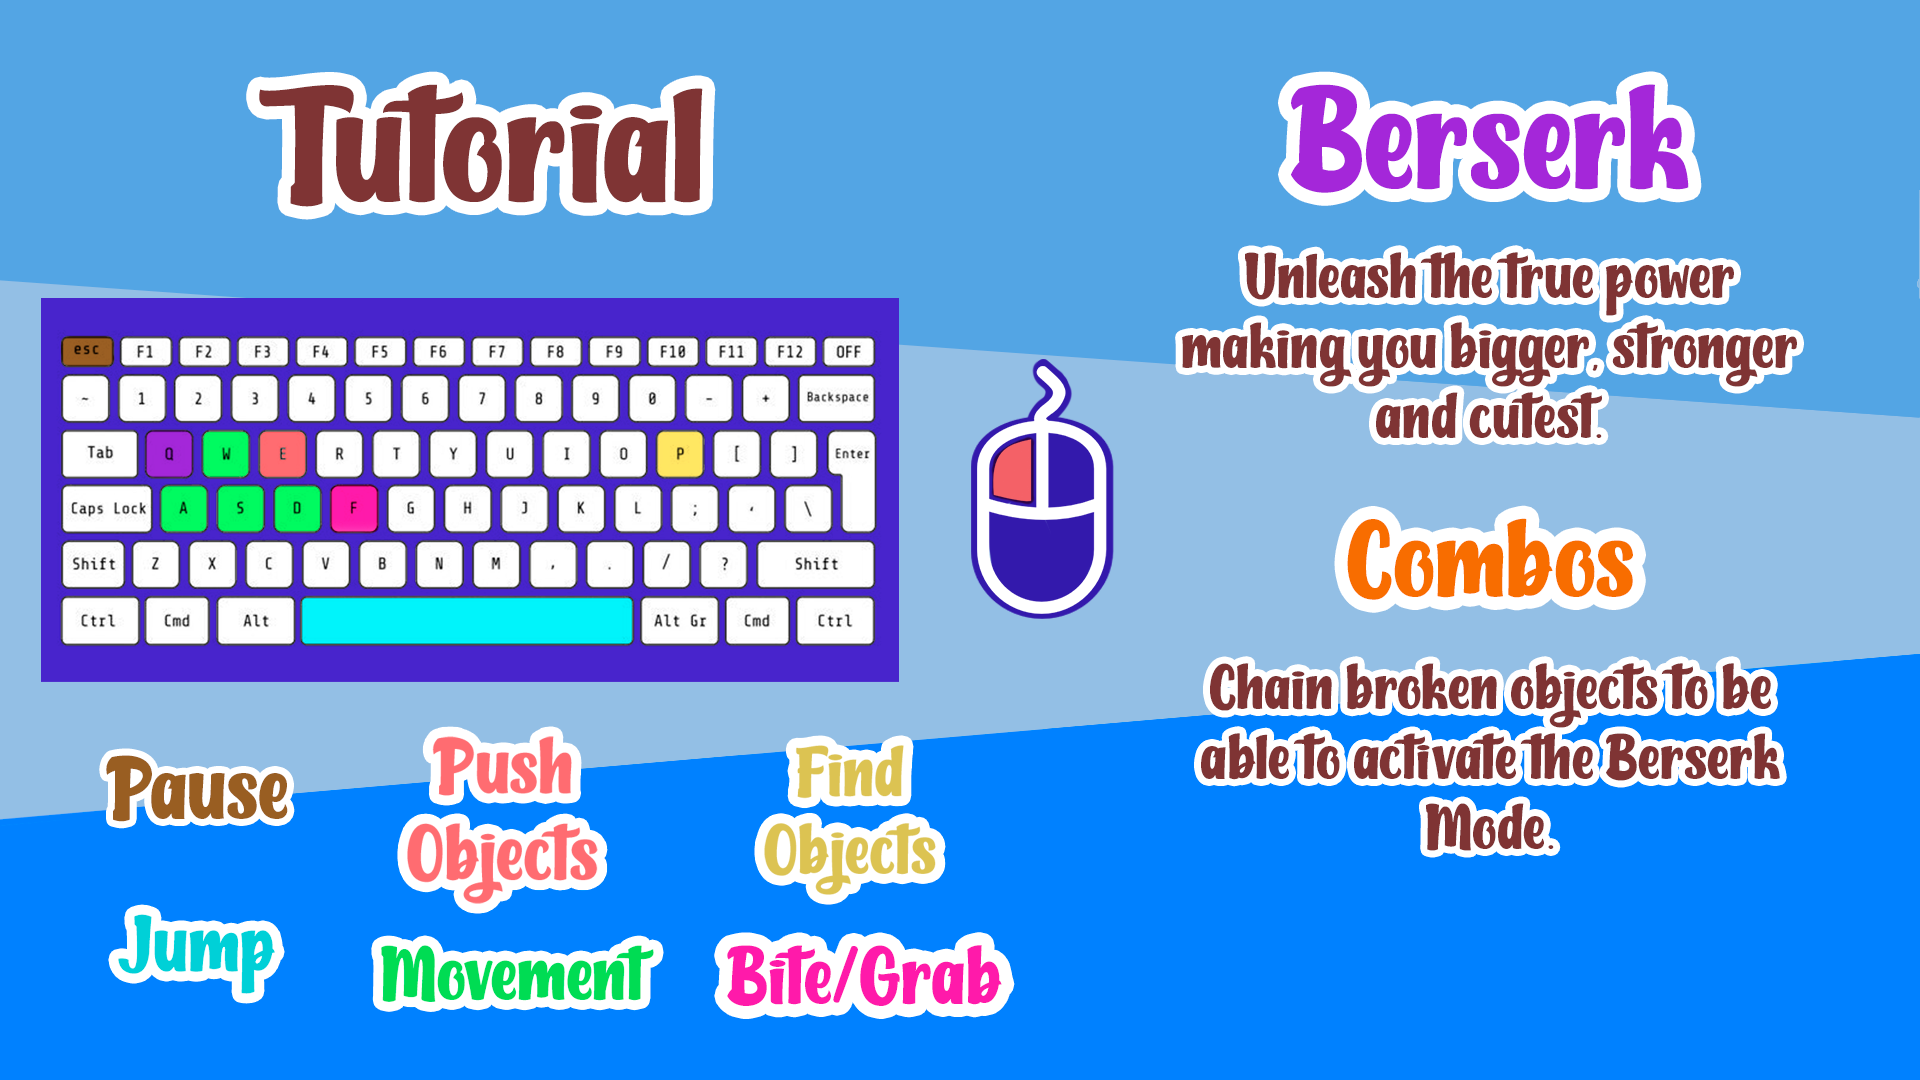 Tutorial
esc F1 F2 F3 F4 F5 F6 F7 F8 F9 F10 F11 F12 OFF
~ 1 2 3 4 5 6 7 8 9 0 - + Backspace
Tab Q W E R T Y U I O P [ ] Enter
Caps Lock A S D F G H J K L ; ‘ \
Shift Z X C V B N M , . / ? Shift
Ctrl Cmd Alt Alt Gr Cmd Ctrl
Pause
Push
Objects
Find
Objects
Jump
Movement
Bite/Grab
Berserk
Unleash the true power
making you bigger, stronger
and cutest.
Combos
Chain broken objects to be
able to activate the Berserk
Mode.